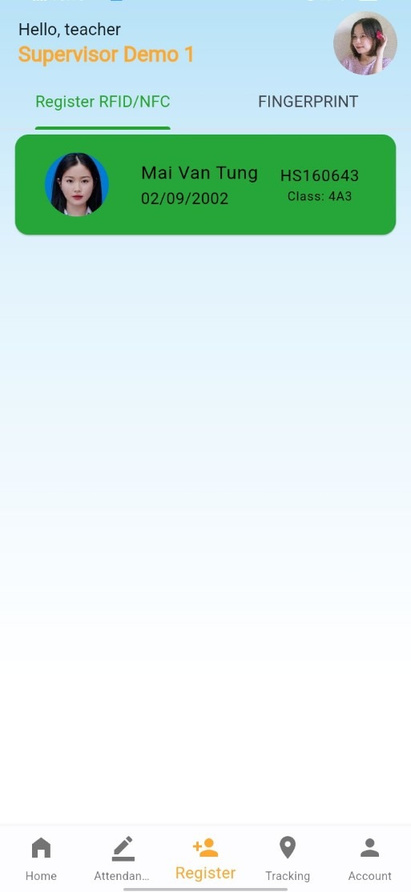 Hello, teacher
Supervisor Demo 1
Register RFID/NFC
FINGERPRINT
Mai Van Tung
02/09/2002
HS160643
Class: 4A3
Home
Attendan...
Register
Tracking
Account